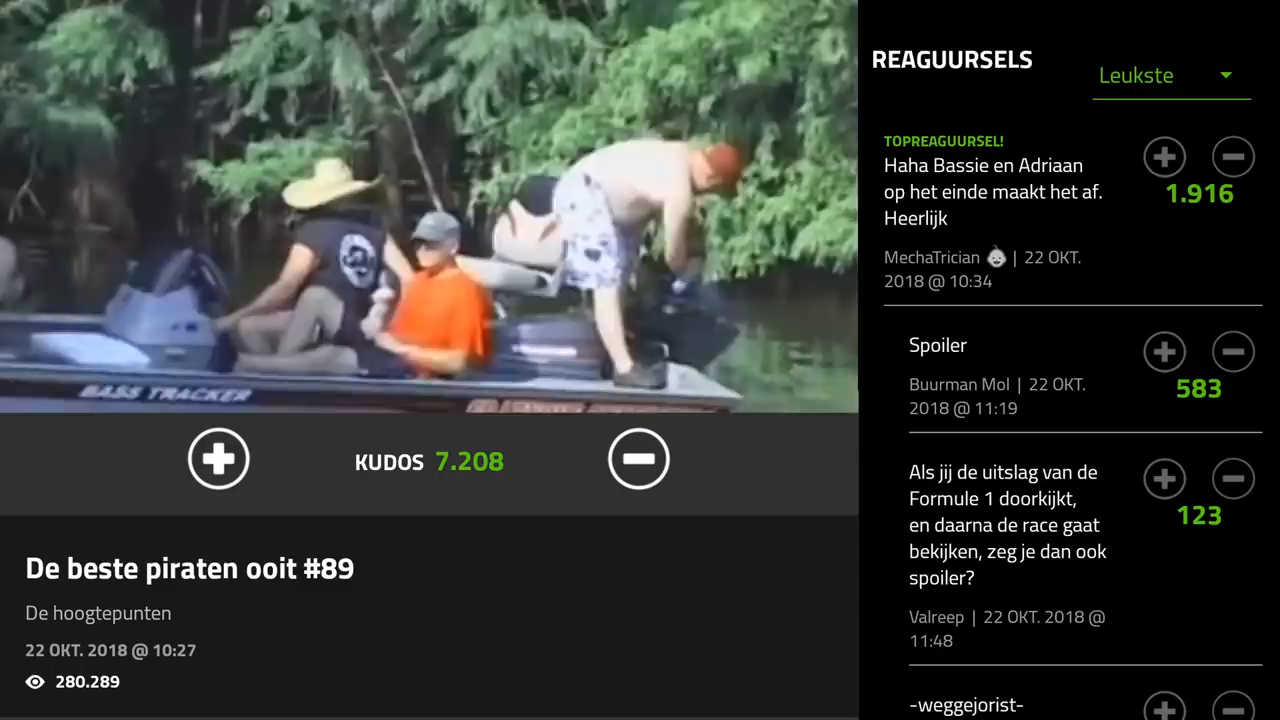 BASS TRACKER
KUDOS 7.208
De beste piraten ooit #89
De hoogtepunten
22 OKT. 2018 @ 10:27
280.289
REAGUURSELS
Leukste
TOPREAGUURSEL!
Haha Bassie en Adriaan
op het einde maakt het af.
Heerlijk
1.916
MechaTrician | 22 OKT.
2018 @ 10:34
Spoiler
583
Buurman Mol | 22 OKT.
2018 @ 11:19
Als jij de uitslag van de
Formule 1 doorkijkt,
en daarna de race gaat
bekijken, zeg je dan ook
spoiler?
123
Valreep | 22 OKT. 2018 @
11:48
-weggejorist-